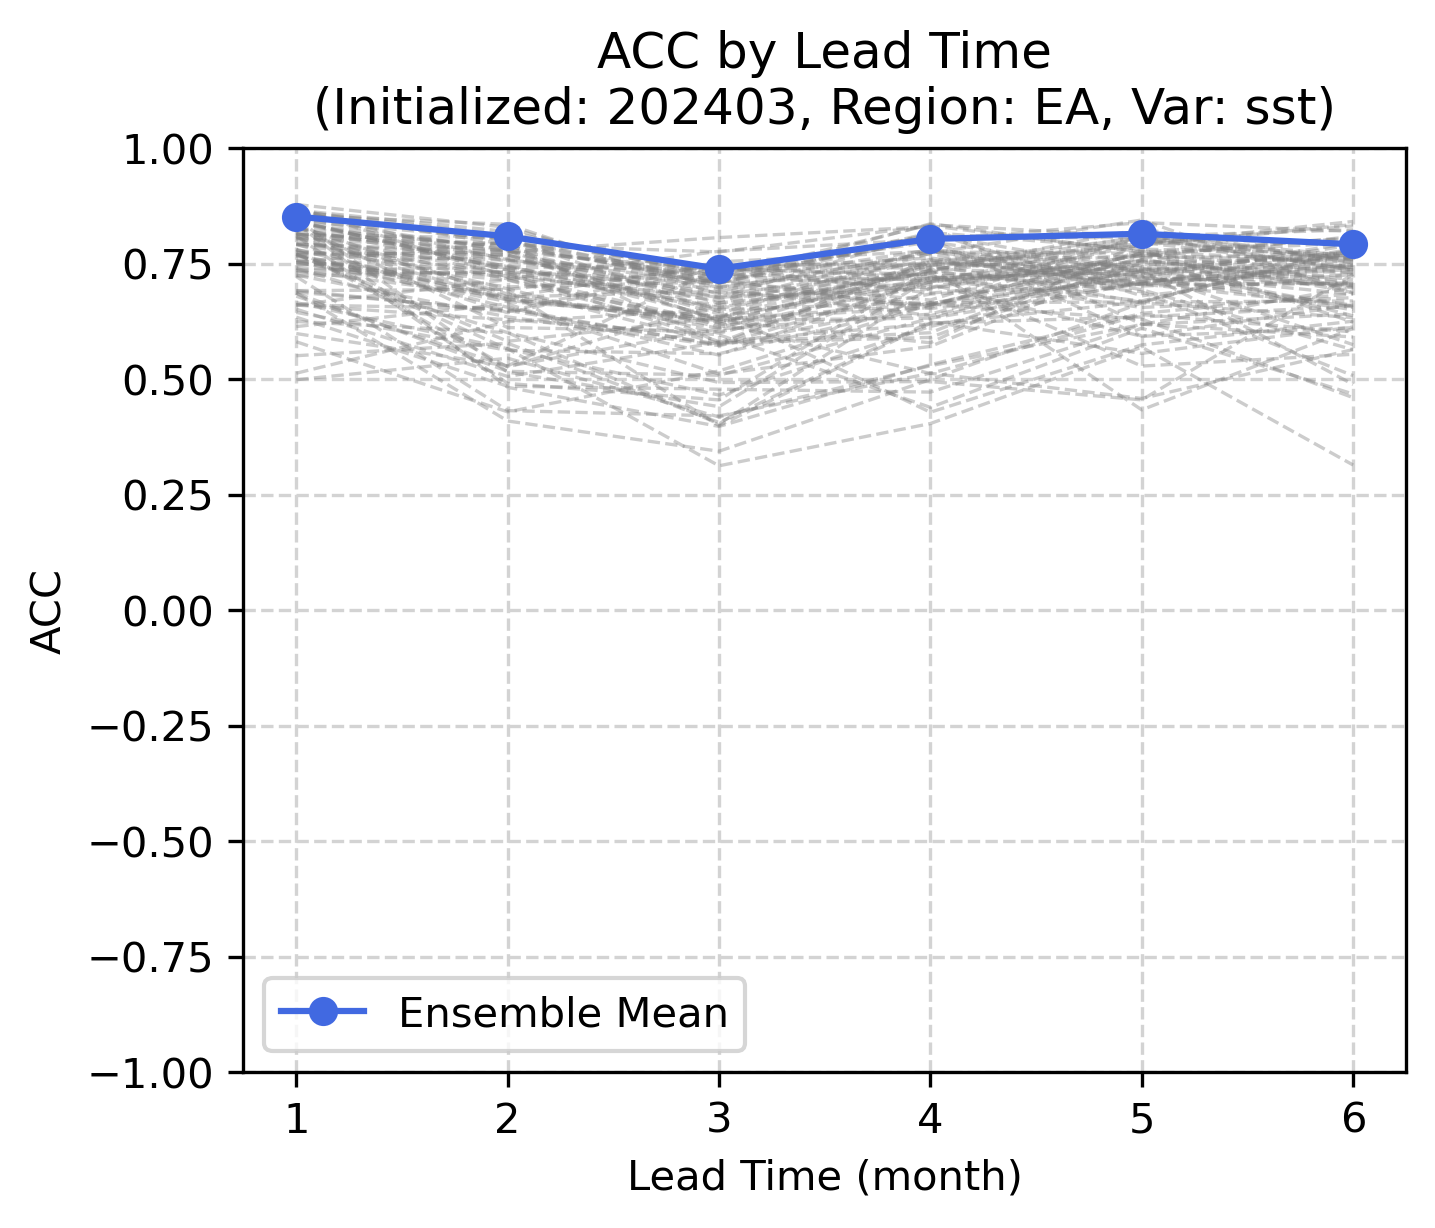 ACC by Lead Time
(Initialized: 202403, Region: EA, Var: sst)
1.00
0.75
0.50
0.25
0.00
−0.25
−0.50
−0.75
−1.00
ACC
Ensemble Mean
1 2 3 4 5 6
Lead Time (month)